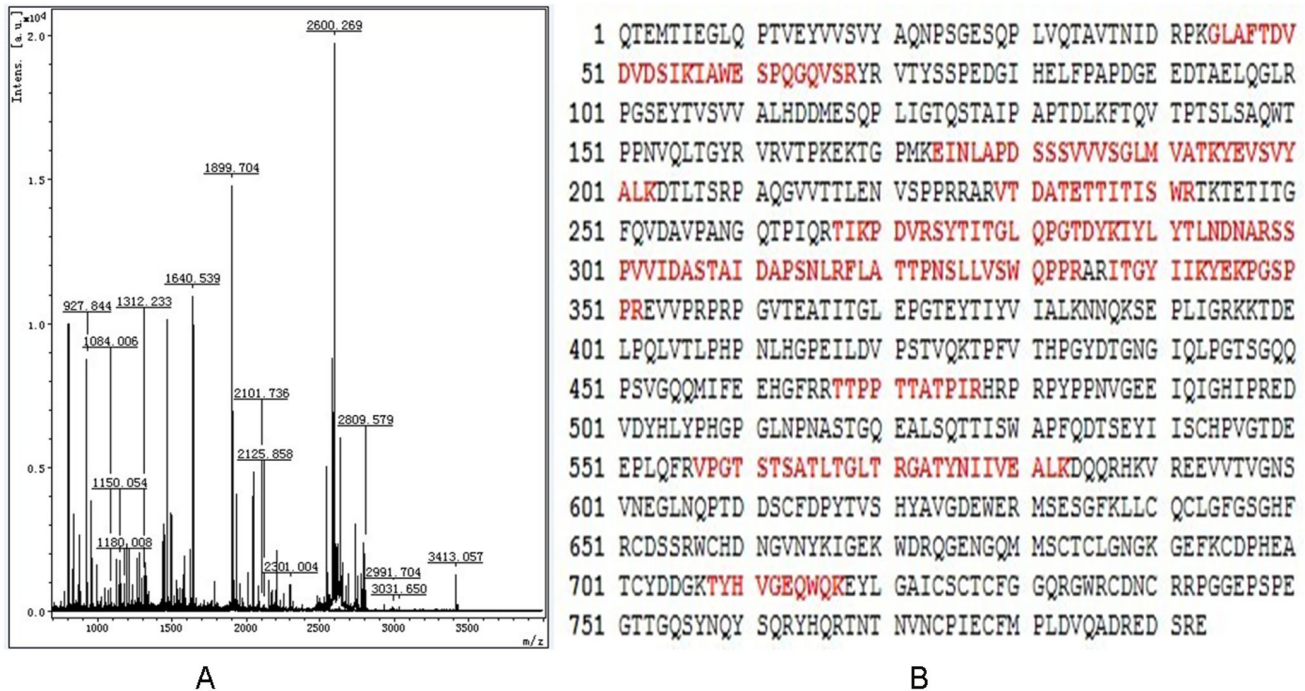 Intens. [a.u.]
x10⁴
2.0
1.5
1.0
0.5
0.0
2600.269
1899.704
1640.539
1312.233
927.844
1084.006
2101.736
2809.579
2125.858
1150.054
1180.008
2301.004
3413.057
2991.704
3031.650
1000 1500 2000 2500 3000 3500
m/z
A
1 QTEMTIEGLQ PTVEYVVSVY AQNPSGESQP LVQTAVTNID RPKGLAFTDV
51 DVDSIKIAWE SPQGQVSRYR VTYSSPEDGI HELFPAPDGE EDTAELQGLR
101 PGSEYTVSVV ALHDDMESQP LIGTQSTAIP APTDLKFTQV TPTSLSAQWT
151 PPNVQLTGYR VRVTPKEKTG PMKEINLAPD SSSVVVSGLM VATKYEVSVY
201 ALKDTLTSRP AQGVVTTLEN VSPPRRARVT DATETTITIS WRTKTETITG
251 FQVDAVPANG QTPIQRTIKP DVRSYTITGL QPGTDYKIYL YTLNDNARSS
301 PVVIDASTAI DAPSNLRFLA TTPNSLLVSW QPPRARITGY IIKYEKPGSP
351 PREVVPRPRP GVTEATITGL EPGTEYTIYV IALKNNQKSE PLIGRKKTDE
401 LPQLVTLPHP NLHGPEILDV PSTVQKTPFV THPGYDTGNG IQLPGTSGQQ
451 PSVGQQMIFE EHGFRRTTPP TTATPIRHRP RPYPPNVGEE IQIGHIPRED
501 VDYHLYPHGP GLNPNASTGQ EALSQTTISW APFQDTSEYI ISCHPVGTDE
551 EPLQFRVPGT STSATLTGLT RGATYNIIVE ALKDQQRHKV REEVVTVGNS
601 VNEGLNQPTD DSCFDPYTVS HYAVGDEWER MSESGFKLLC QCLGFGSGHF
651 RCDSSRWCHD NGVNYKIGEK WDRQGENGQM MSCTCLGNGK GEFKCDPHEA
701 TCYDDGKTYH VGEQWQKEYL GAICSCTCFG GQRGWRCDNC RRPGGEPSPE
751 GTTGQSYNQY SQRYHQRTNT NVNCPIECFM PLDVQADRED SRE
B